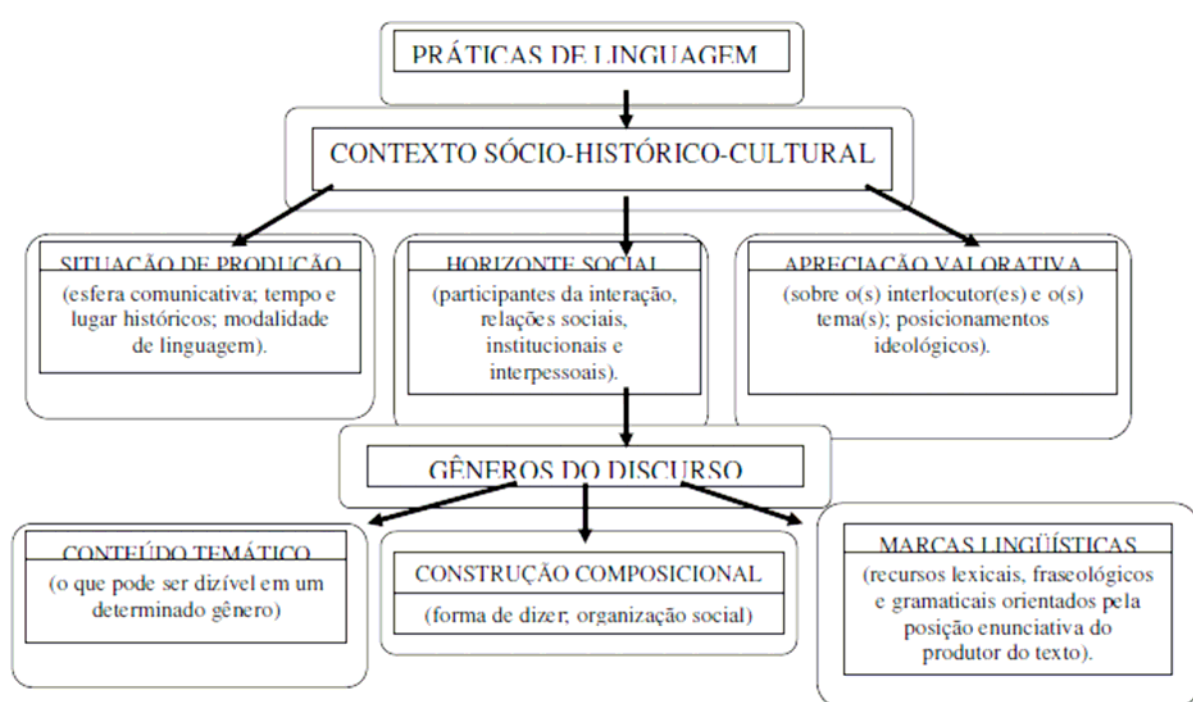 PRÁTICAS DE LINGUAGEM
CONTEXTO SÓCIO-HISTÓRICO-CULTURAL
SITUAÇÃO DE PRODUÇÃO
(esfera comunicativa; tempo e
lugar históricos; modalidade
de linguagem).
HORIZONTE SOCIAL
(participantes da interação,
relações sociais,
institucionais e
interpessoais).
APRECIAÇÃO VALORATIVA
(sobre o(s) interlocutor(es) e o(s)
tema(s); posicionamentos
ideológicos).
GÊNEROS DO DISCURSO
CONTEÚDO TEMÁTICO
(o que pode ser dizível em um
determinado gênero)
CONSTRUÇÃO COMPOSICIONAL
(forma de dizer, organização social)
MARCAS LINGÜÍSTICAS
(recursos lexicais, fraseológicos
e gramaticais orientados pela
posição enunciativa do
produtor do texto).